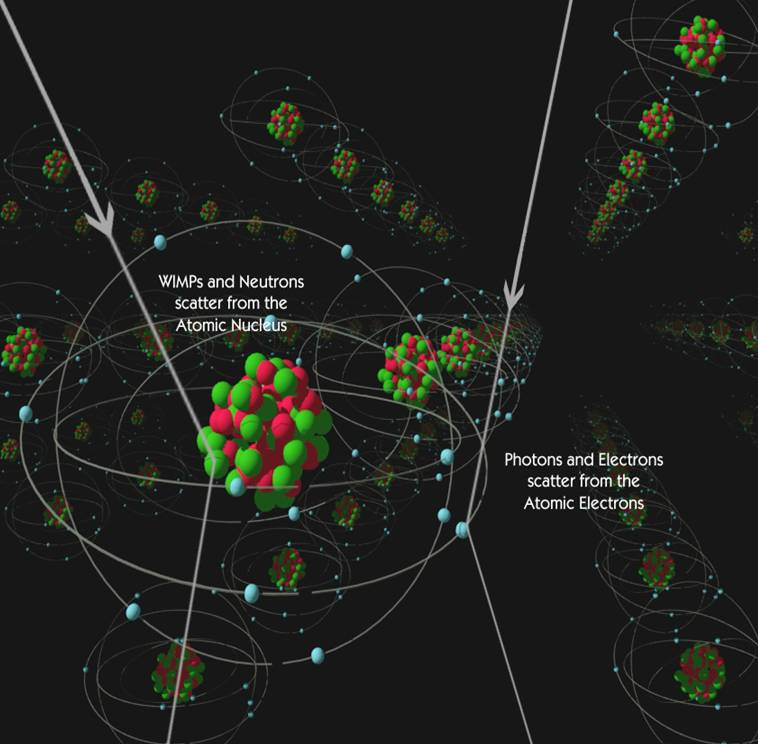 WIMPs and Neutrons
scatter from the
Atomic Nucleus
Photons and Electrons
scatter from the
Atomic Electrons